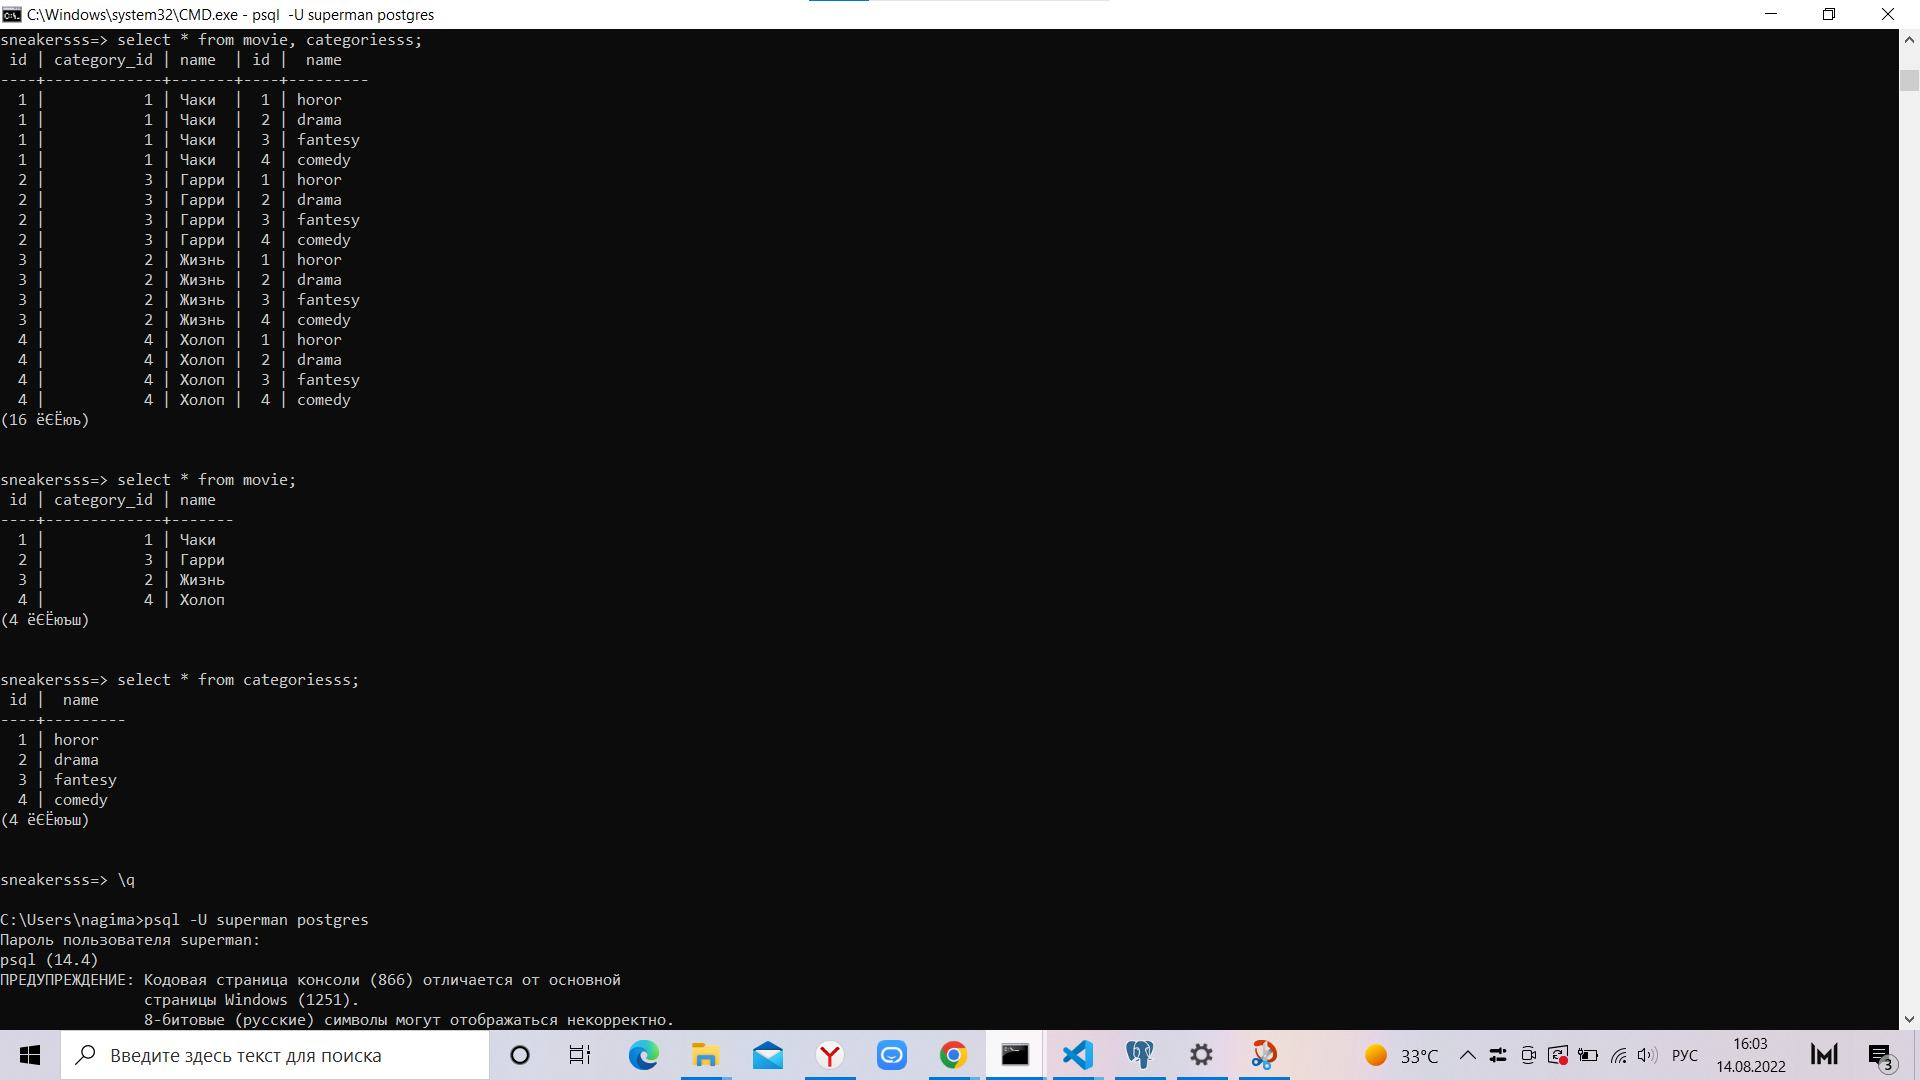 C:\Windows\system32\CMD.exe - psql  -U superman postgres
sneakersss=> select * from movie, categoriesss;
 id | category_id | name  | id |  name
----+-------------+-------+----+---------
  1 |           1 | Чаки  |  1 | horor
  1 |           1 | Чаки  |  2 | drama
  1 |           1 | Чаки  |  3 | fantesy
  1 |           1 | Чаки  |  4 | comedy
  2 |           3 | Гарри |  1 | horor
  2 |           3 | Гарри |  2 | drama
  2 |           3 | Гарри |  3 | fantesy
  2 |           3 | Гарри |  4 | comedy
  3 |           2 | Жизнь |  1 | horor
  3 |           2 | Жизнь |  2 | drama
  3 |           2 | Жизнь |  3 | fantesy
  3 |           2 | Жизнь |  4 | comedy
  4 |           4 | Холоп |  1 | horor
  4 |           4 | Холоп |  2 | drama
  4 |           4 | Холоп |  3 | fantesy
  4 |           4 | Холоп |  4 | comedy
(16 ёЄЁюъ)
sneakersss=> select * from movie;
 id | category_id | name
----+-------------+-------
  1 |           1 | Чаки
  2 |           3 | Гарри
  3 |           2 | Жизнь
  4 |           4 | Холоп
(4 ёЄЁюъш)
sneakersss=> select * from categoriesss;
 id |  name
----+---------
  1 | horor
  2 | drama
  3 | fantesy
  4 | comedy
(4 ёЄЁюъш)
sneakersss=> \q
C:\Users\nagima>psql -U superman postgres
Пароль пользователя superman:
psql (14.4)
ПРЕДУПРЕЖДЕНИЕ: Кодовая страница консоли (866) отличается от основной
                страницы Windows (1251).
                8-битовые (русские) символы могут отображаться некорректно.
Введите здесь текст для поиска
33°C
РУС
16:03
14.08.2022
3